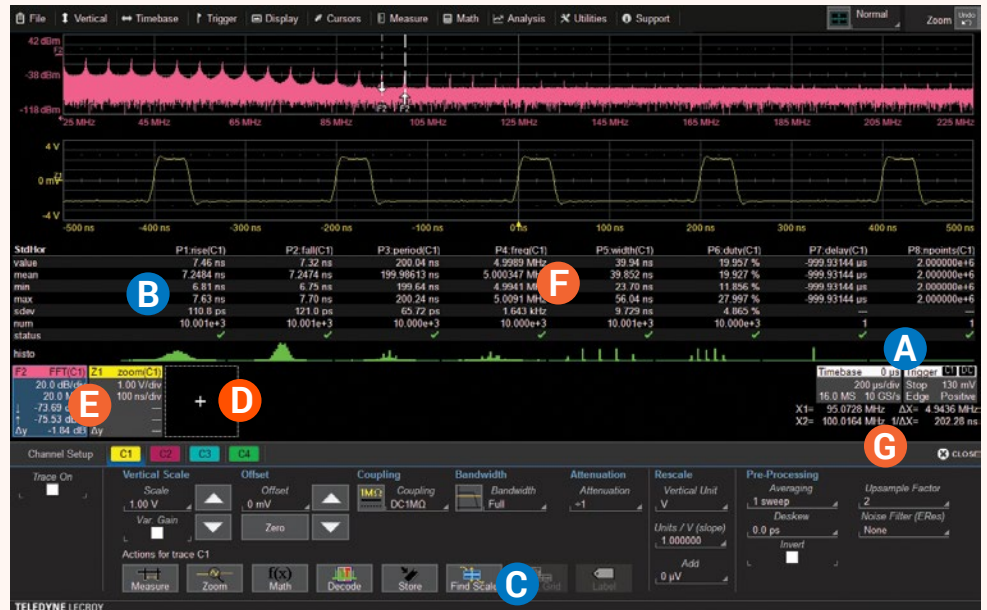 File Vertical Timebase Trigger Display Cursors Measure Math Analysis Utilities Support Normal Zoom Undo
42 dBm
F2
-38 dBm
-118 dBm
25 MHz 45 MHz 65 MHz 85 MHz 105 MHz 125 MHz 145 MHz 165 MHz 185 MHz 205 MHz 225 MHz
4 V
0 mV
-4 V
-500 ns -400 ns -300 ns -200 ns -100 ns 0 ns 100 ns 200 ns 300 ns 400 ns 500 ns
StdHor P1:rise(C1) P2:fall(C1) P3:period(C1) P4:freq(C1) P5:width(C1) P6:duty(C1) P7:delay(C1) P8:npoints(C1)
value 7.46 ns 7.32 ns 200.04 ns 4.9989 MHz 39.94 ns 19.957 % -999.93144 µs 2.000000e+6
mean 7.2484 ns 7.2474 ns 199.98613 ns 5.000347 MHz 39.852 ns 19.927 % -999.93144 µs 2.000000e+6
min 6.81 ns 6.75 ns 199.64 ns 4.9941 MHz 23.70 ns 11.856 % -999.93144 µs 2.000000e+6
max 7.63 ns 7.70 ns 200.24 ns 5.0091 MHz 56.04 ns 27.997 % -999.93144 µs 2.000000e+6
sdev 110.8 ps 121.0 ps 65.72 ps 1.643 kHz 9.729 ns 4.865 % — —
num 10.001e+3 10.001e+3 10.000e+3 10.000e+3 10.001e+3 10.000e+3 1 1
status
histo
B
F
A
F2 FFT(C1) Z1 zoom(C1)
20.0 dB/div 1.00 V/div
20.0 M 100 ns/div
-73.69 —
-75.53 —
Δy -1.84 dB Δy —
E
+
D
Timebase 0 µs Trigger C1 DC
200 µs/div Stop 130 mV
16.0 MS 10 GS/s Edge Positive
X1= 95.0728 MHz ΔX= 4.9436 MHz
X2= 100.0164 MHz 1/ΔX= 202.28 ns
G
Channel Setup C1 C2 C3 C4 CLOSE
Trace On
Vertical Scale Offset Coupling Bandwidth Attenuation Rescale Pre-Processing
Scale Offset Coupling Bandwidth Attenuation Vertical Unit Averaging Upsample Factor
1.00 V 0 mV 1MΩ DC1MΩ Full ÷1 V 1 sweep 2
Var. Gain Zero Units / V (slope) Deskew Noise Filter (ERes)
1.000000 0.0 ps None
Actions for trace C1 Add Invert
0 µV
Measure Zoom f(x) Math Decode Store Find Scale Label
C
TELEDYNE LECROY